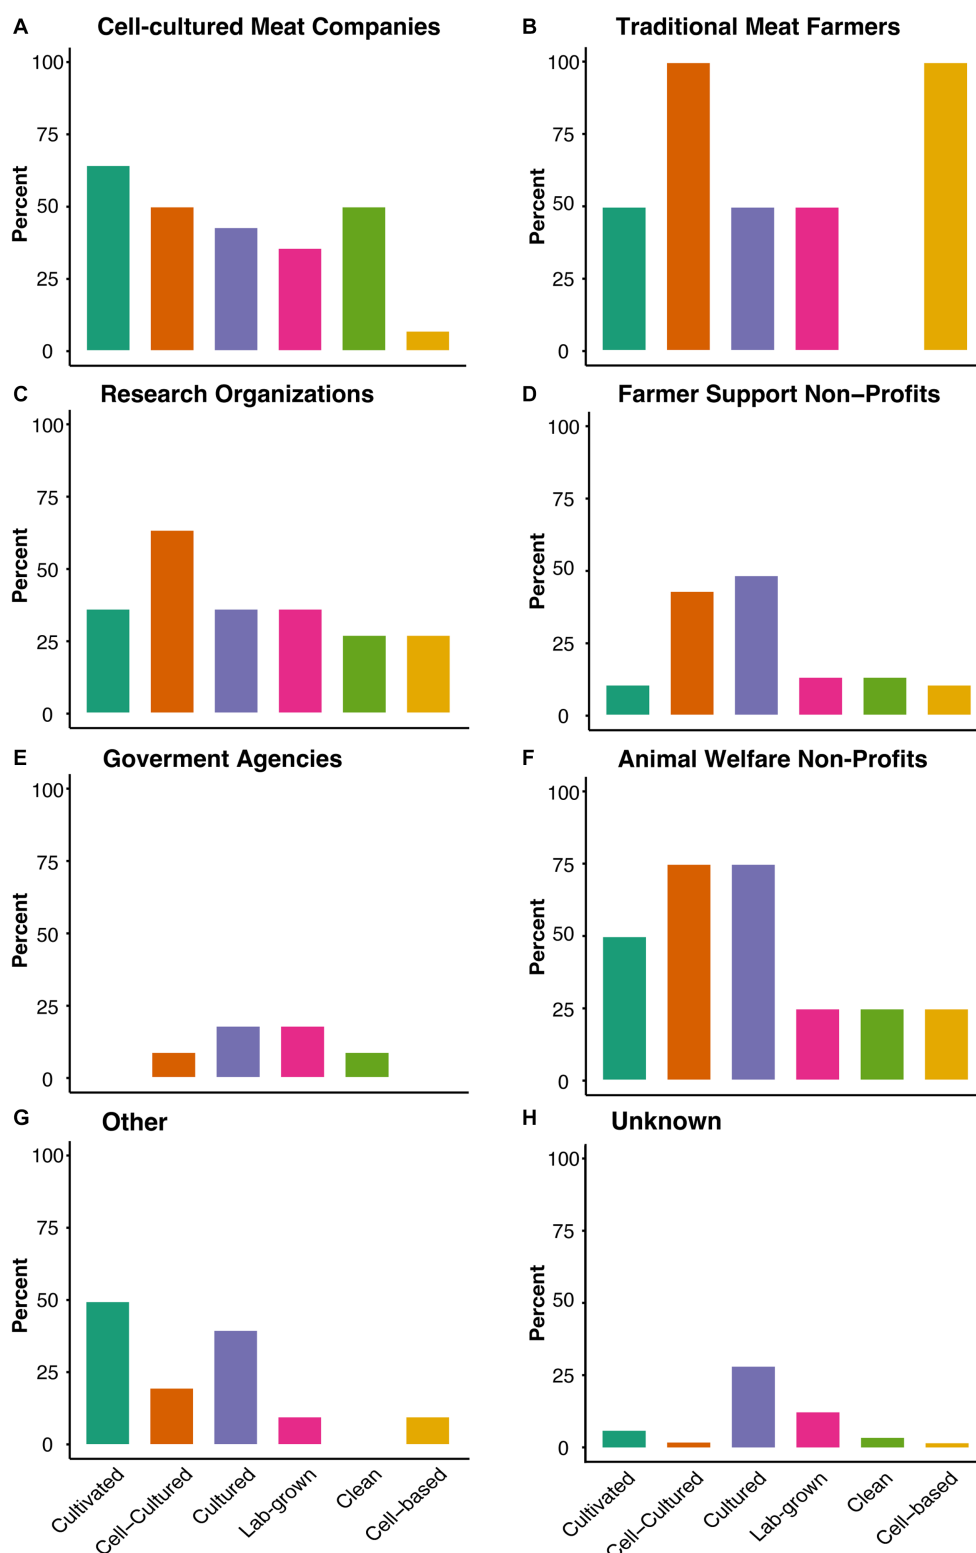 A Cell-cultured Meat Companies
100
75
50
25
0
Percent
B Traditional Meat Farmers
100
75
50
25
0
Percent
C Research Organizations
100
75
50
25
0
Percent
D Farmer Support Non–Profits
100
75
50
25
0
Percent
E Goverment Agencies
100
75
50
25
0
Percent
F Animal Welfare Non-Profits
100
75
50
25
0
Percent
G Other
100
75
50
25
0
Percent
Cultivated
Cell–Cultured
Cultured
Lab-grown
Clean
Cell–based
H Unknown
100
75
50
25
0
Percent
Cultivated
Cell–Cultured
Cultured
Lab-grown
Clean
Cell–based